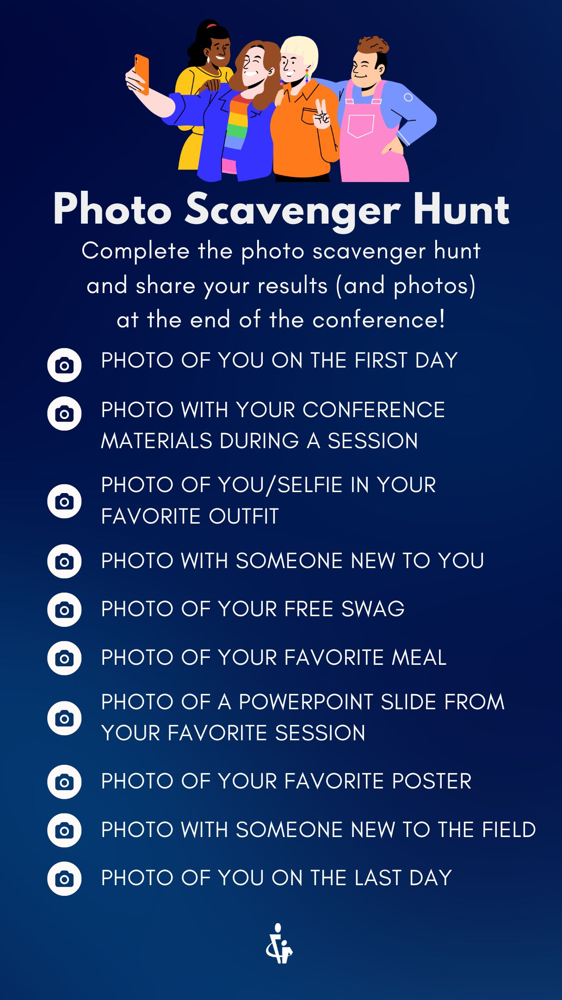 Photo Scavenger Hunt
Complete the photo scavenger hunt
and share your results (and photos)
at the end of the conference!
PHOTO OF YOU ON THE FIRST DAY
PHOTO WITH YOUR CONFERENCE
MATERIALS DURING A SESSION
PHOTO OF YOU/SELFIE IN YOUR
FAVORITE OUTFIT
PHOTO WITH SOMEONE NEW TO YOU
PHOTO OF YOUR FREE SWAG
PHOTO OF YOUR FAVORITE MEAL
PHOTO OF A POWERPOINT SLIDE FROM
YOUR FAVORITE SESSION
PHOTO OF YOUR FAVORITE POSTER
PHOTO WITH SOMEONE NEW TO THE FIELD
PHOTO OF YOU ON THE LAST DAY